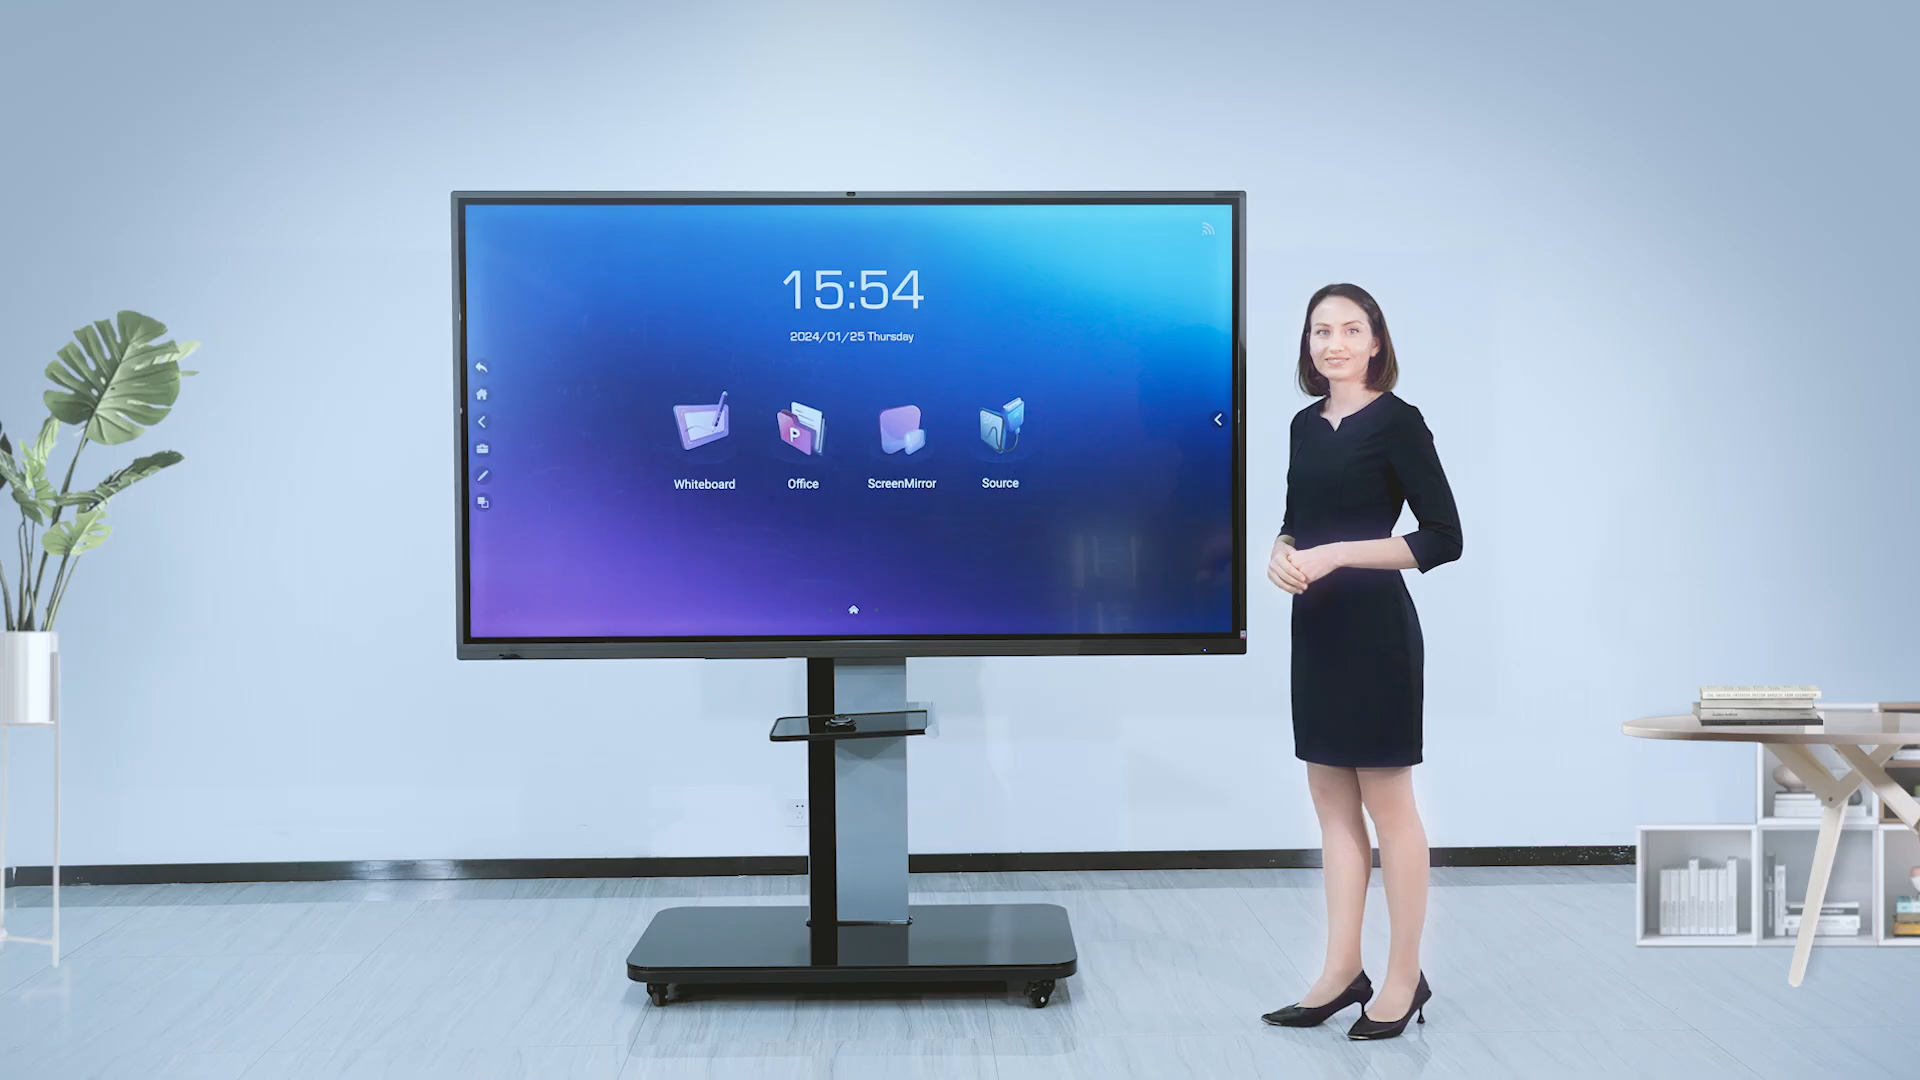 15:54
2024/01/25 Thursday
P
Whiteboard
Office
ScreenMirror
Source